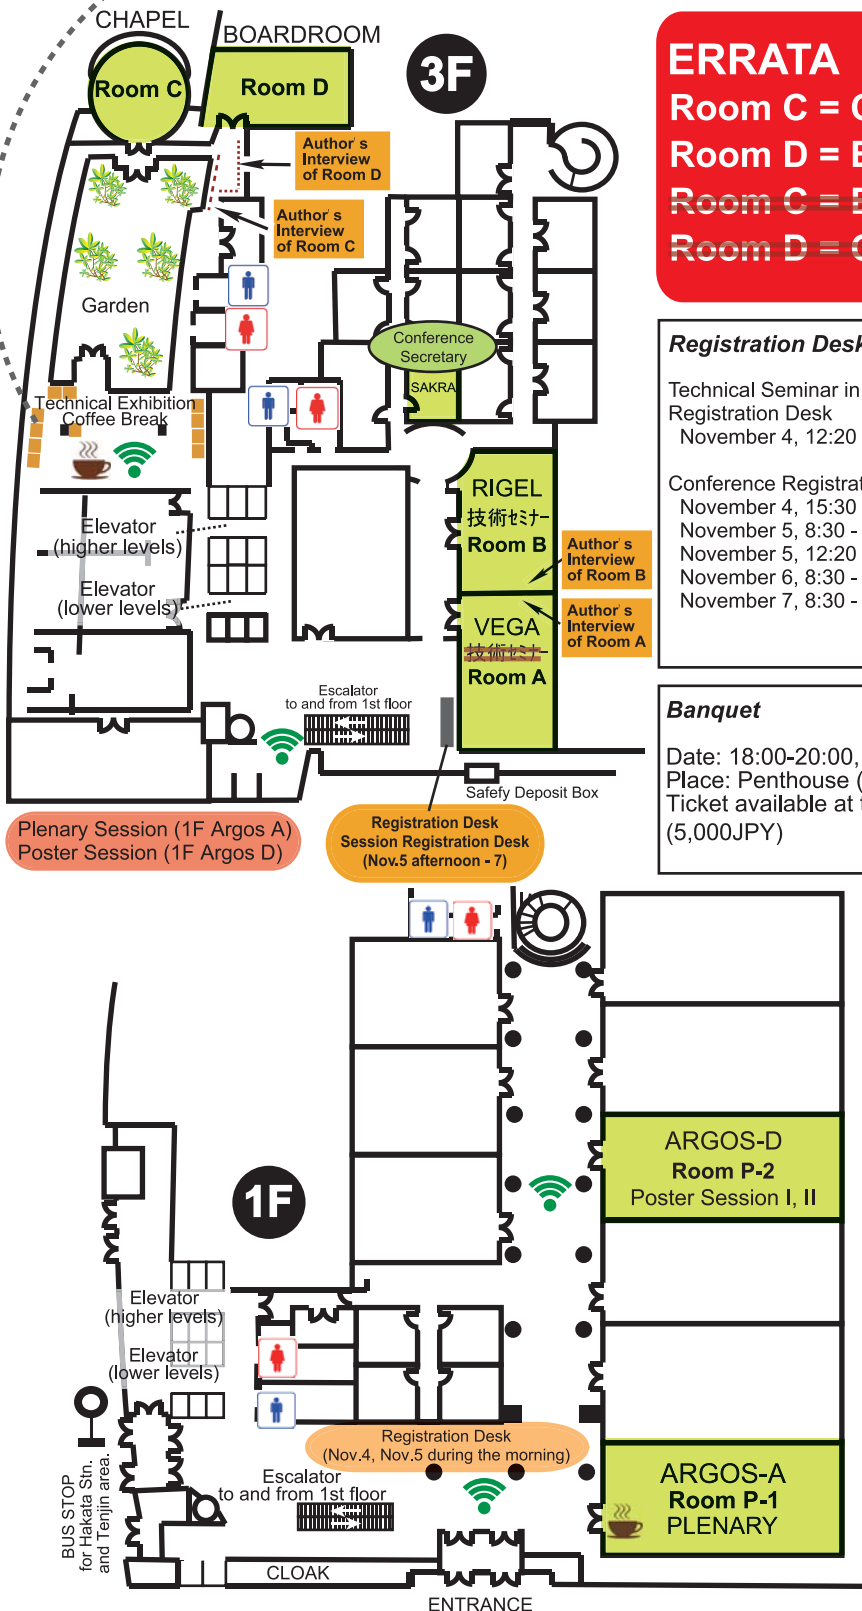 CHAPEL
BOARDROOM
Room C
Room D
3F
ERRATA
Room C =
Room D =
Room C =
Room D =
Author's
Interview
of Room D
Author's
Interview
of Room C
Garden
Conference
Secretary
SAKRA
Technical Exhibition
Coffee Break
Registration Desk
Technical Seminar in
Registration Desk
November 4, 12:20
Conference
November 4, 15:30
November 5, 8:30 -
November 5, 12:20
November 6, 8:30 -
November 7, 8:30 -
RIGEL
技術セミナー
Room B
Author's
Interview
of Room B
Elevator
(higher levels)
Elevator
(lower levels)
Author's
Interview
of Room A
VEGA
技術セミナー
Room A
Escalator
to and from 1st floor
Safefy Deposit Box
Banquet
Date: 18:00-20:00,
Place: Penthouse (
Ticket available at
(5,000JPY)
Plenary Session (1F Argos A)
Poster Session (1F Argos D)
Registration Desk
Session Registration Desk
(Nov.5 afternoon - 7)
ARGOS-D
Room P-2
Poster Session I, II
1F
Elevator
(higher levels)
Elevator
(lower levels)
BUS STOP
for Hakata Stn.
and Tenjin area.
Registration Desk
(Nov.4, Nov.5 during the morning)
Escalator
to and from 1st floor
ARGOS-A
Room P-1
PLENARY
CLOAK
ENTRANCE